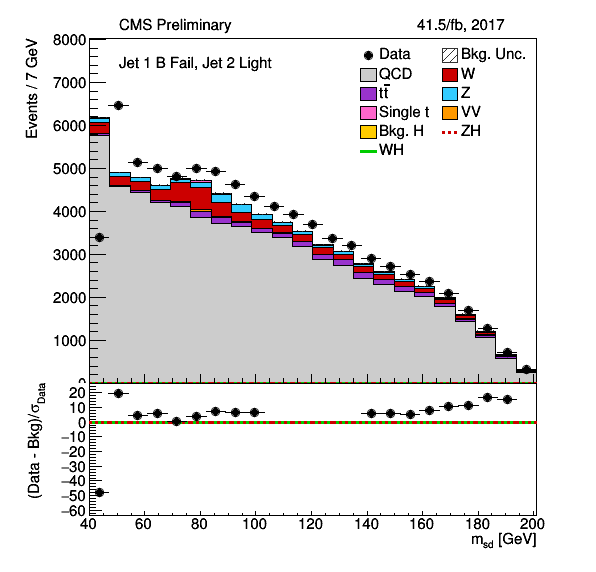 CMS Preliminary 41.5/fb, 2017
Events / 7 GeV
8000
7000
6000
5000
4000
3000
2000
1000
0
Jet 1 B Fail, Jet 2 Light
Data
Bkg. Unc.
QCD
W
tt̄
Z
Single t
VV
Bkg. H
ZH
WH
(Data - Bkg)/σData
20
10
0
−10
−20
−30
−40
−50
−60
40 60 80 100 120 140 160 180 200
msd [GeV]